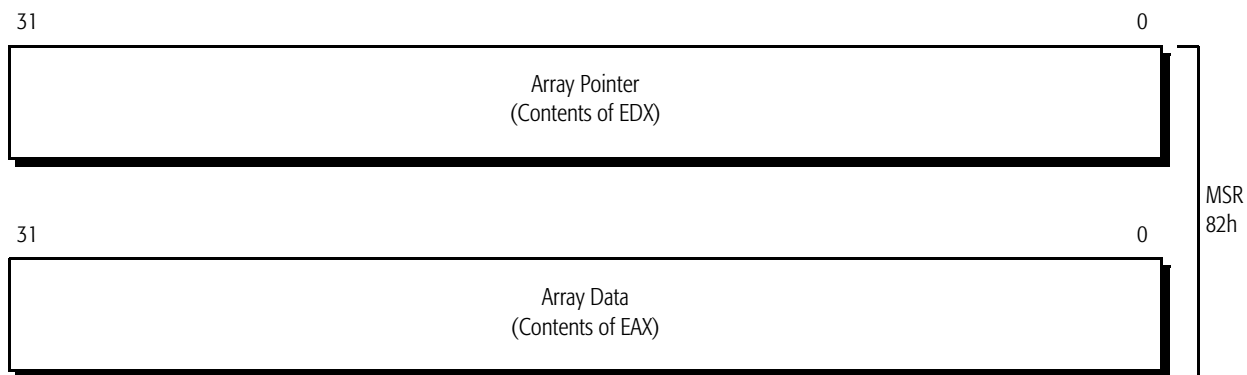 31 0
Array Pointer
(Contents of EDX)
MSR
82h
31 0
Array Data
(Contents of EAX)